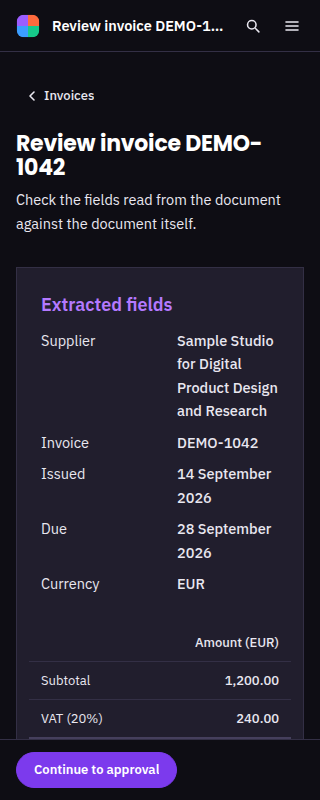 Review invoice DEMO-1...
Invoices
Review invoice DEMO-
1042
Check the fields read from the document
against the document itself.
Extracted fields
Supplier Sample Studio
for Digital
Product Design
and Research
Invoice DEMO-1042
Issued 14 September
2026
Due 28 September
2026
Currency EUR
Amount (EUR)
Subtotal 1,200.00
VAT (20%) 240.00
Continue to approval